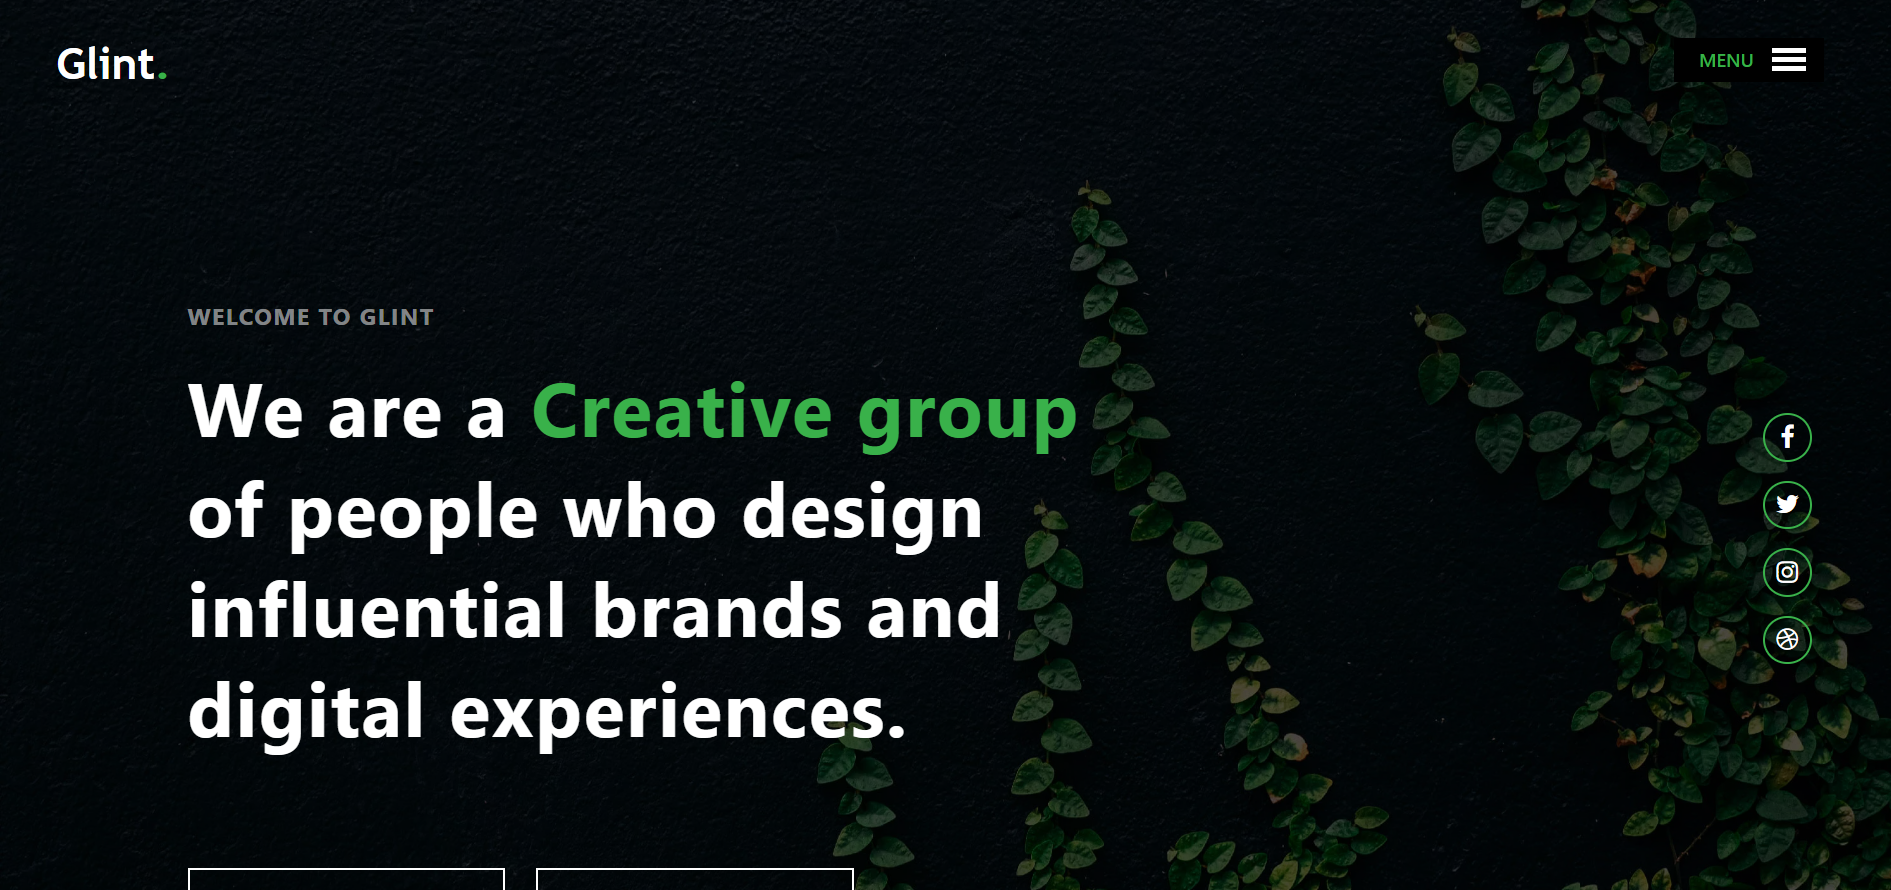 Glint.
MENU
WELCOME TO GLINT
We are a Creative group
of people who design
influential brands and
digital experiences.